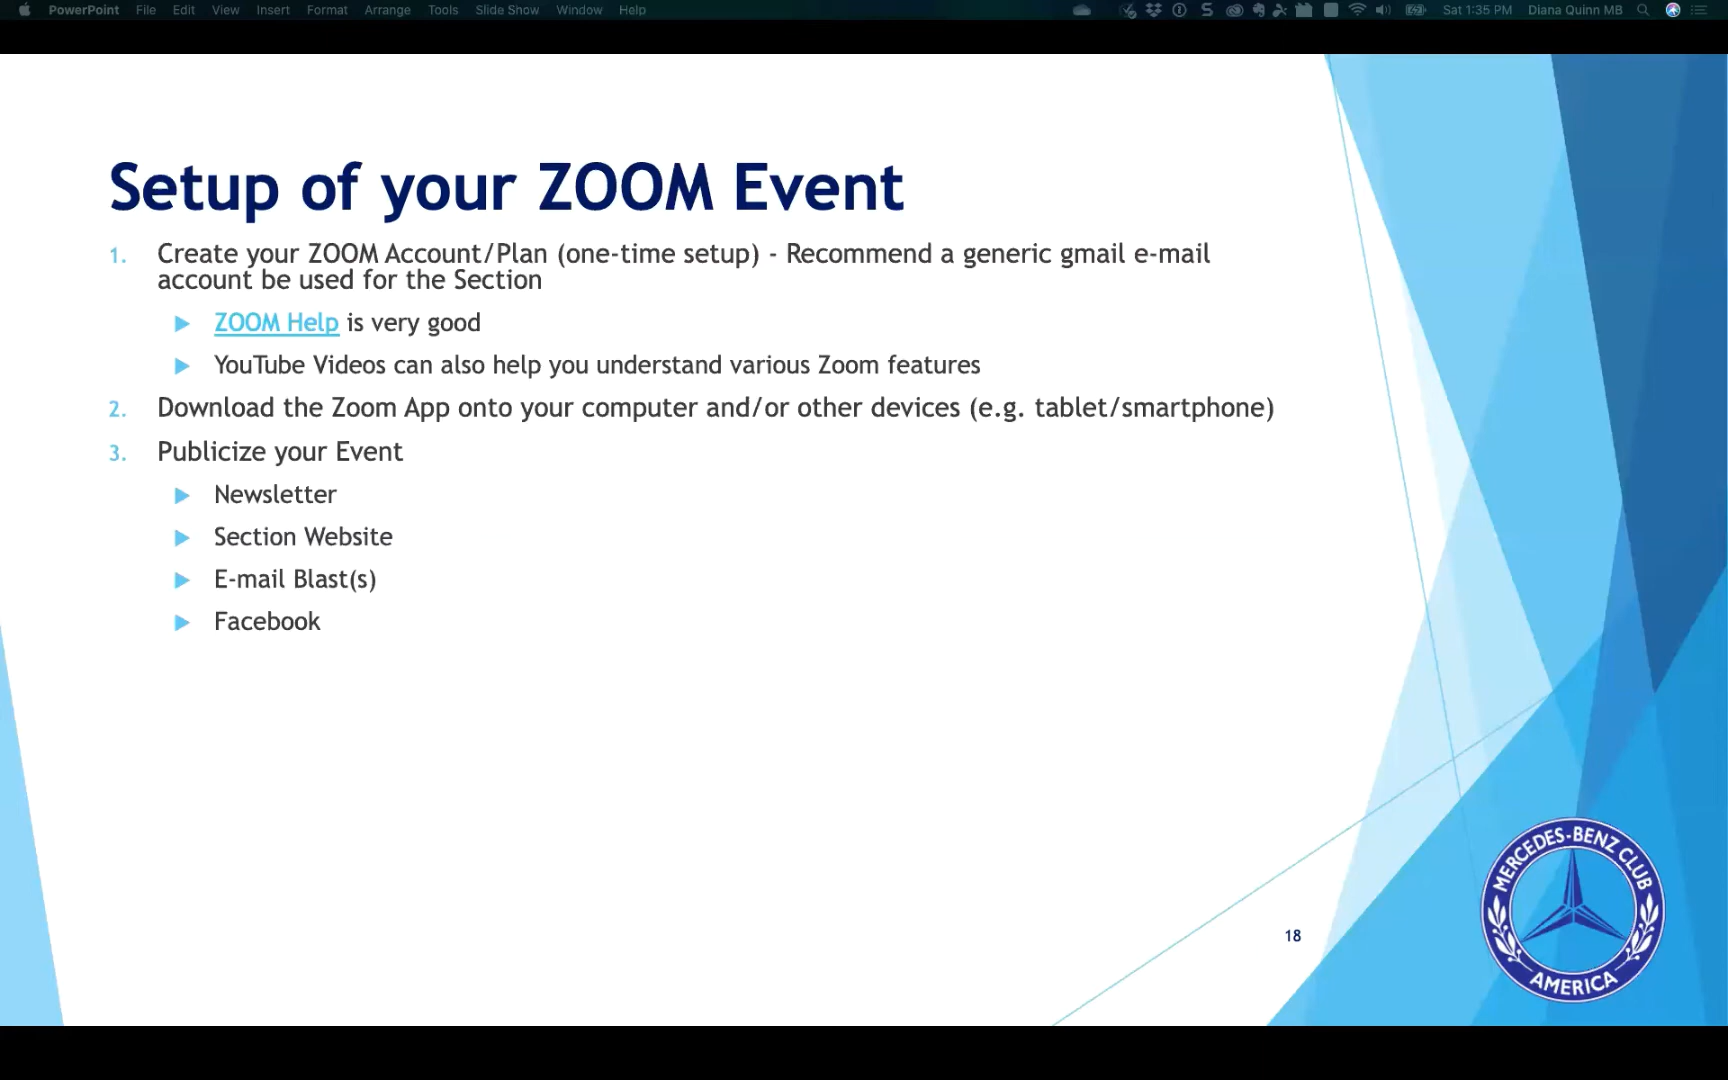 PowerPoint File Edit View Insert Format Arrange Tools Slide Show Window Help Sat 1:35 PM Diana Quinn MB
Setup of your ZOOM Event
1. Create your ZOOM Account/Plan (one-time setup) - Recommend a generic gmail e-mail
account be used for the Section
ZOOM Help is very good
YouTube Videos can also help you understand various Zoom features
2. Download the Zoom App onto your computer and/or other devices (e.g. tablet/smartphone)
3. Publicize your Event
Newsletter
Section Website
E-mail Blast(s)
Facebook
18
MERCEDES-BENZ CLUB
AMERICA